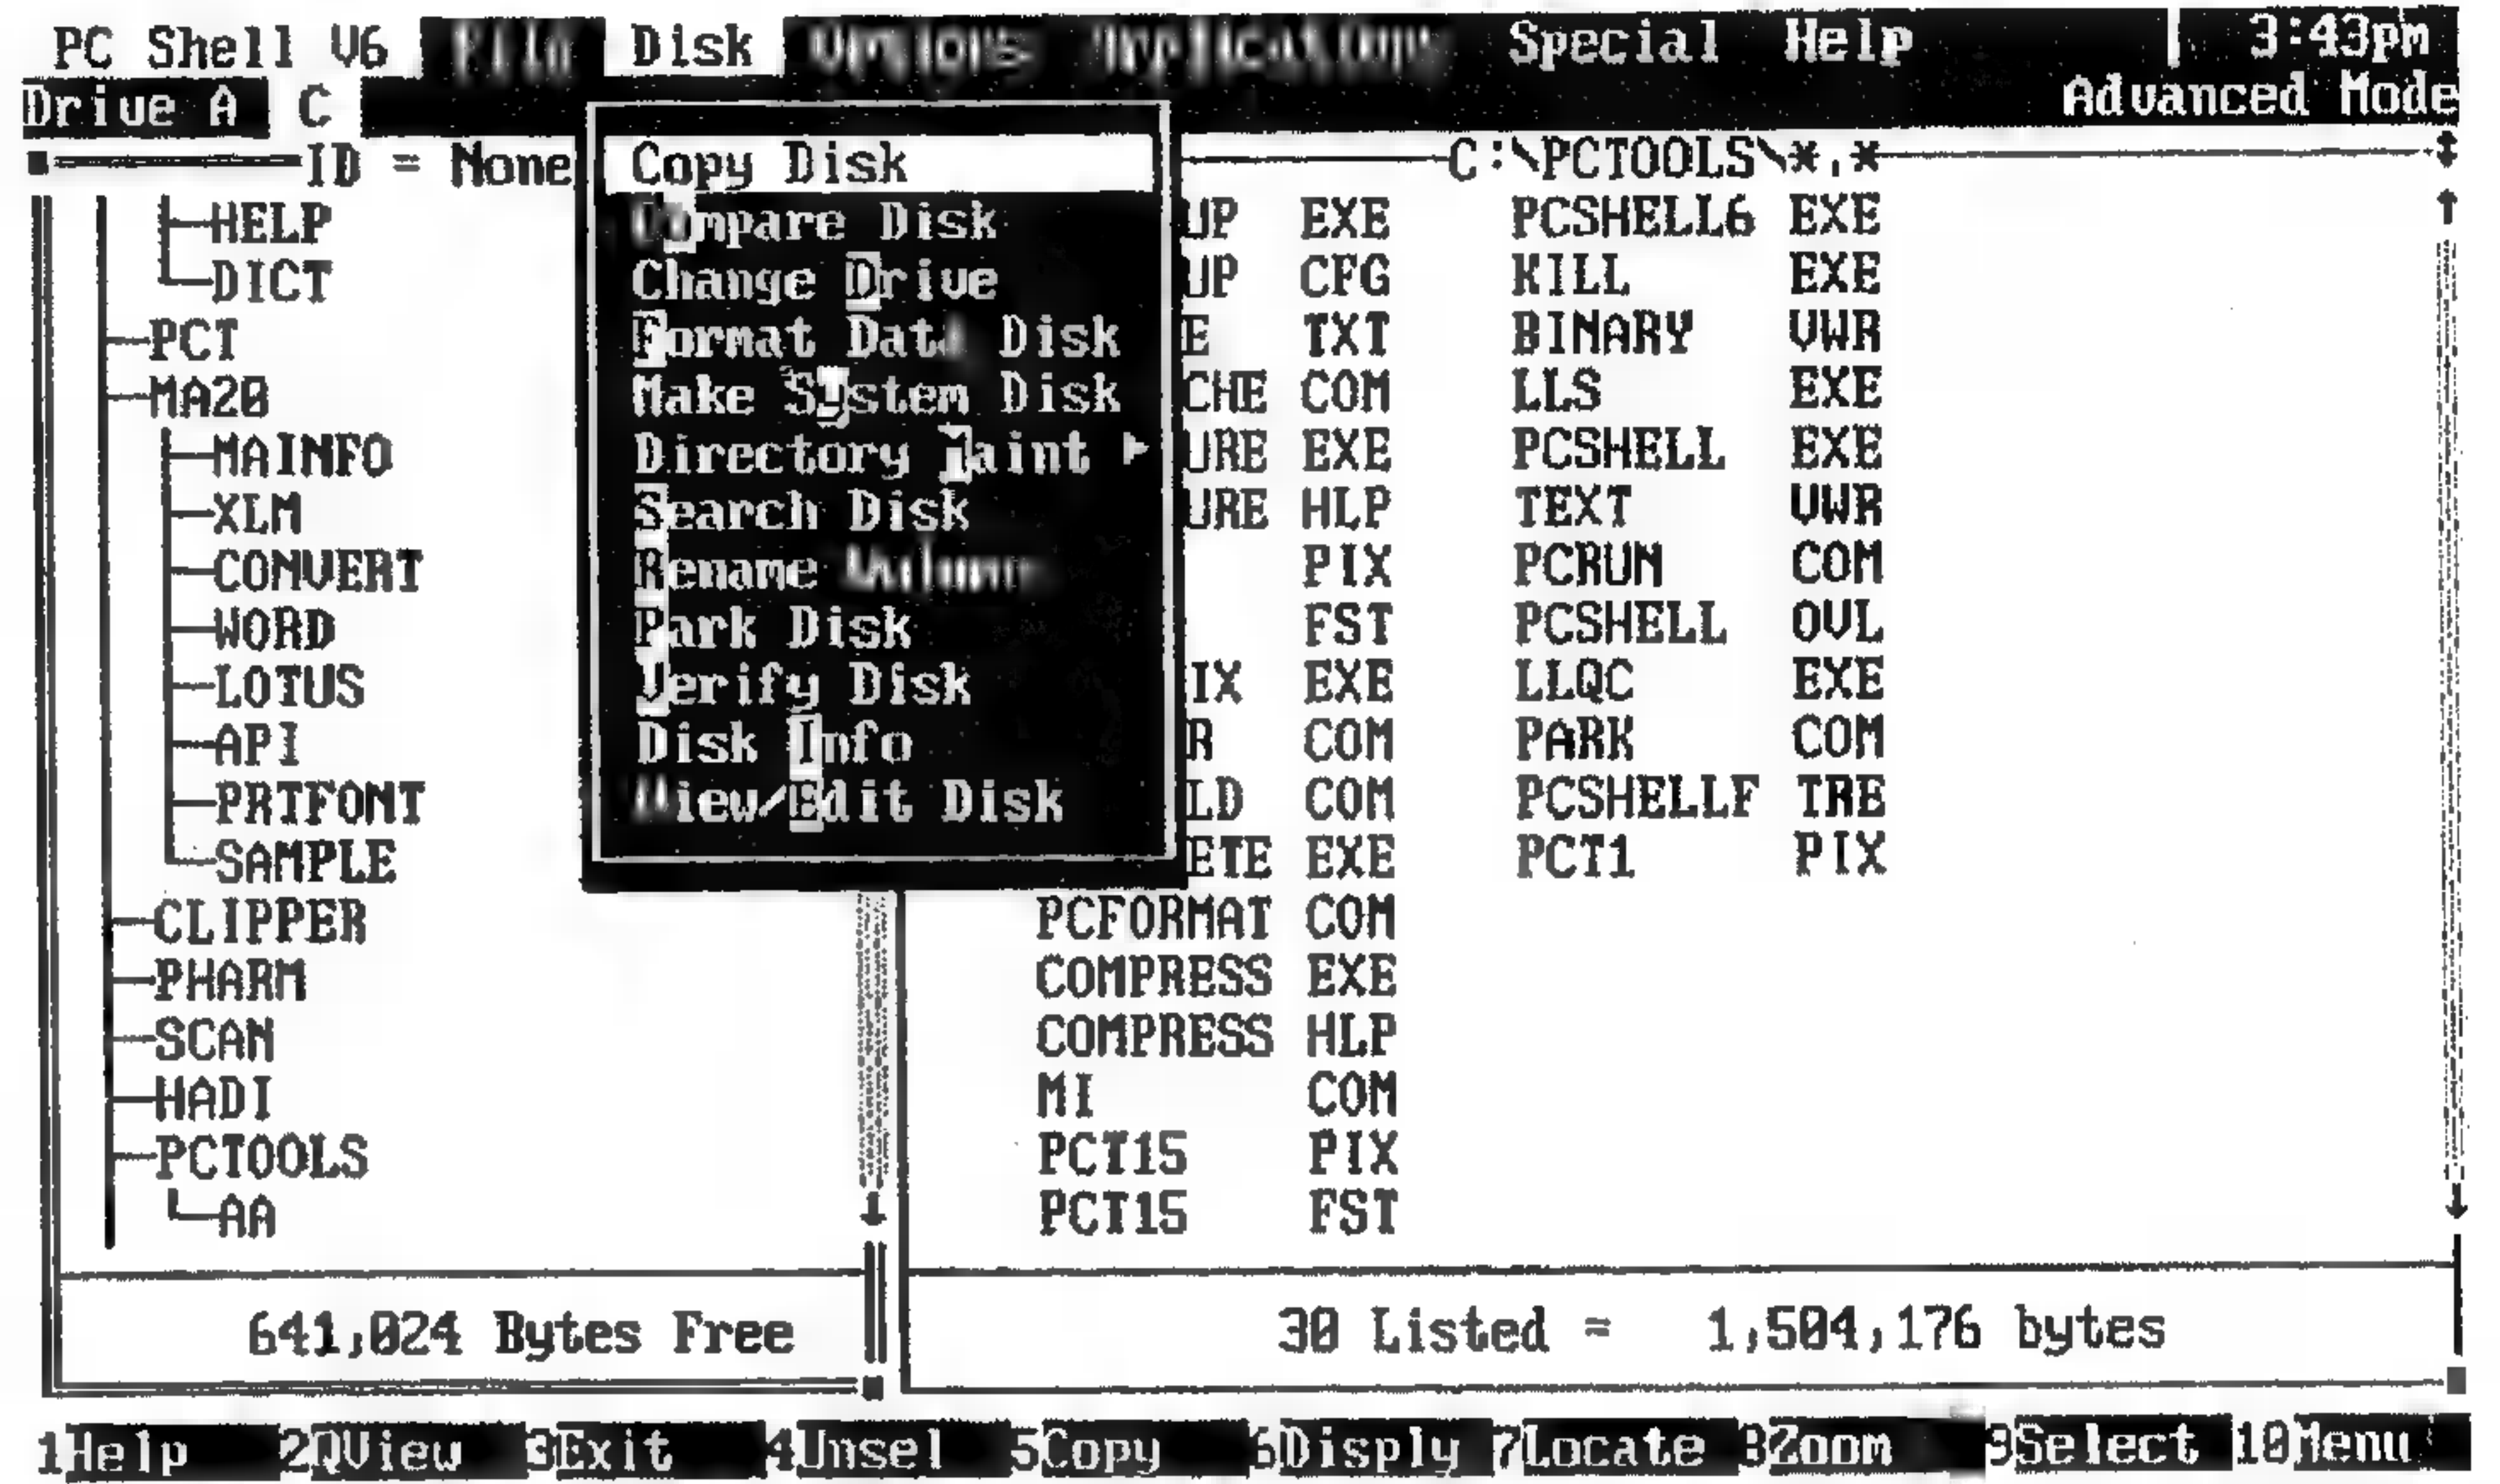 PC Shell V6 File Disk Options Applications Special Help 3:43pm
Drive A C Advanced Mode
ID = None
C:\PCTOOLS\*.*
HELP
DICT
PCT
MA20
MAINFO
XLM
CONVERT
WORD
LOTUS
API
PRTFONT
SAMPLE
CLIPPER
PHARM
SCAN
HADI
PCTOOLS
AA
Copy Disk
Compare Disk
Change Drive
Format Data Disk
Make System Disk
Directory Maint ►
Search Disk
Rename Volume
Park Disk
Verify Disk
Disk Info
View/Edit Disk
UP EXE PCSHELL6 EXE
UP CFG KILL EXE
E TXT BINARY VWR
CHE COM LLS EXE
URE EXE PCSHELL EXE
URE HLP TEXT VWR
PIX PCRUN COM
FST PCSHELL OVL
IX EXE LLQC EXE
R COM PARK COM
LD COM PCSHELLF TRE
ETE EXE PCT1 PIX
PCFORMAT COM
COMPRESS EXE
COMPRESS HLP
MI COM
PCT15 PIX
PCT15 FST
641,024 Bytes Free
30 Listed = 1,504,176 bytes
1Help 2QView 3Exit 4Unsel 5Copy 6Disply 7Locate 8Zoom 9Select 10Menu